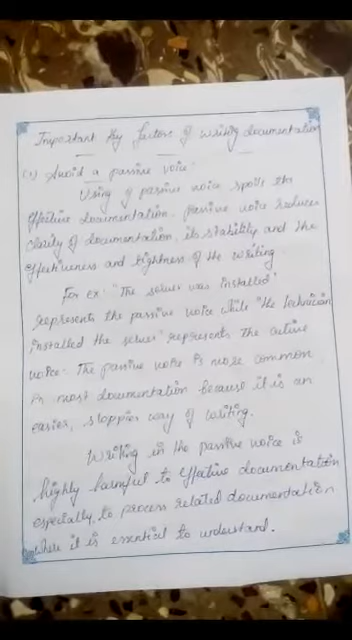 Important key factors of writing documentation
(1) Avoid a passive voice.
Using of passive voice spoils the
effective documentation. passive voice reduces
clarity of documentation, its stability and the
effectiveness and tightness of the writing.
For ex: "The server was installed"
represents the passive voice while "the technician
installed the server" represents the active
voice. The passive voice is more common
in most documentation because it is an
easier, sloppier way of writing.
Writing in the passive voice is
highly harmful to effective documentation
especially, to process related documentation
where it is essential to understand.